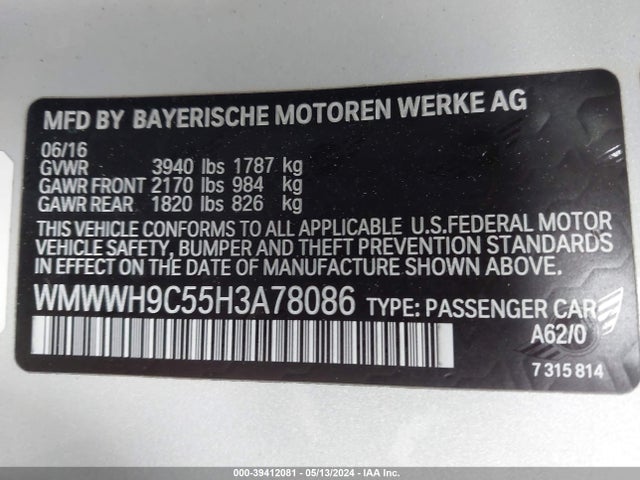 MFD BY BAYERISCHE MOTOREN WERKE AG
06/16
GVWR 3940 lbs 1787 kg
GAWR FRONT 2170 lbs 984 kg
GAWR REAR 1820 lbs 826 kg
THIS VEHICLE CONFORMS TO ALL APPLICABLE U.S.FEDERAL MOTOR
VEHICLE SAFETY, BUMPER AND THEFT PREVENTION STANDARDS
IN EFFECT ON THE DATE OF MANUFACTURE SHOWN ABOVE.
WMWWH9C55H3A78086 TYPE: PASSENGER CAR
A62/0
7 315 814
000-39412081 - 05/13/2024 - IAA Inc.